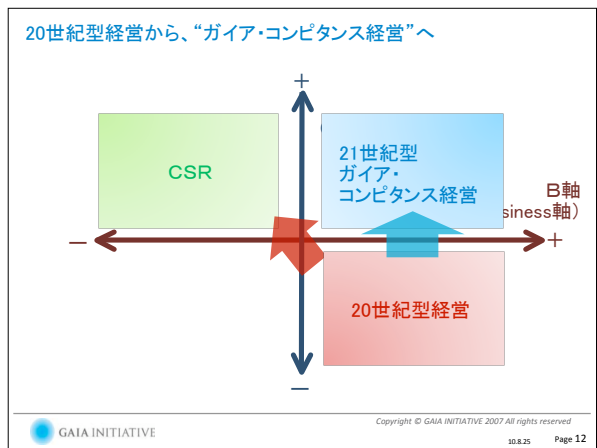 20世紀型経営から、“ガイア・コンピタンス経営”へ
+
CSR
21世紀型
ガイア・
コンピタンス経営
B軸
siness軸）
−
+
20世紀型経営
−
GAIA INITIATIVE
Copyright © GAIA INITIATIVE 2007 All rights reserved
10.8.25
Page 12